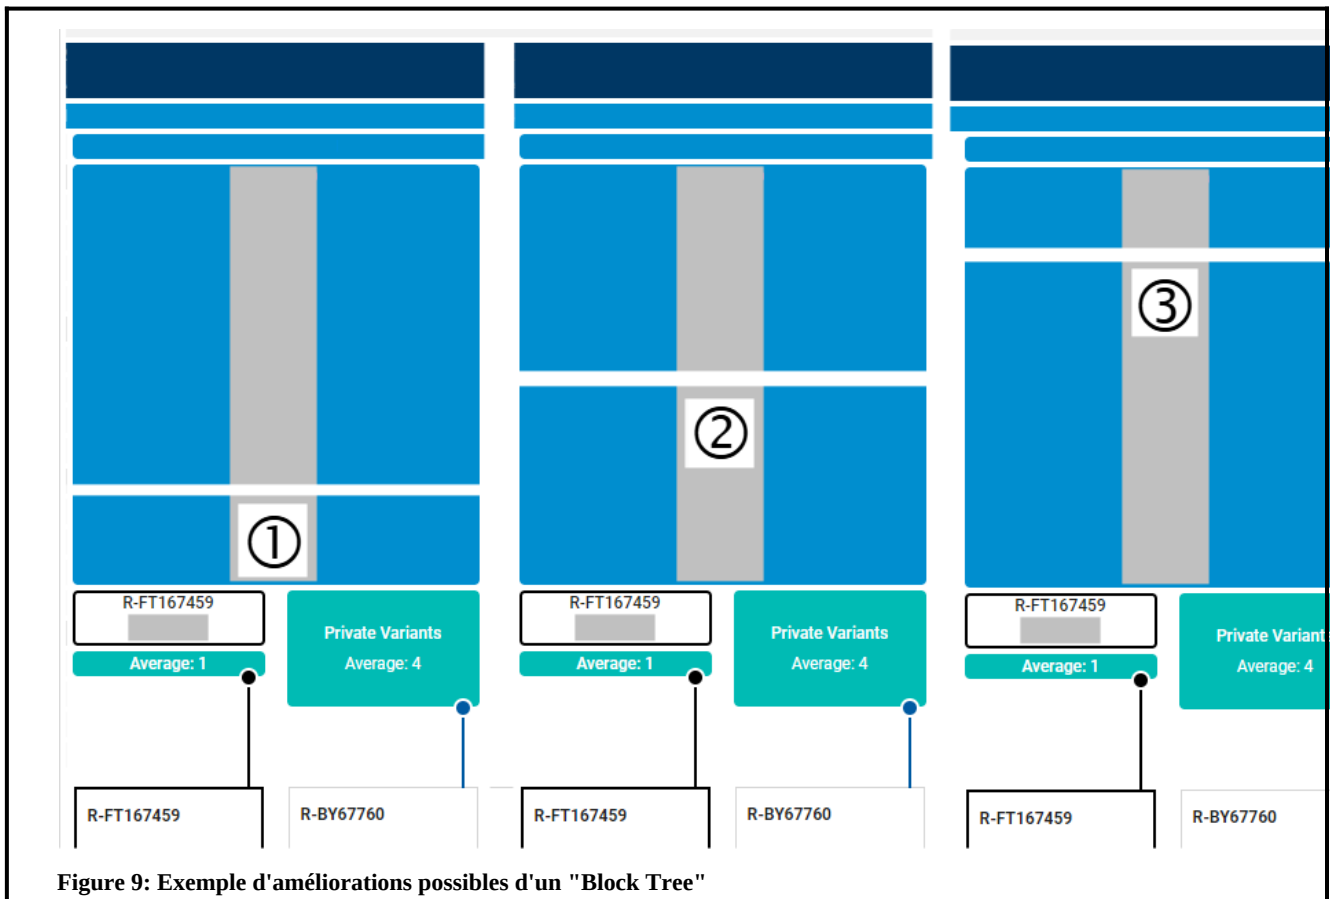 ①
②
③
R-FT167459
Private Variants
Average: 1
Average: 4
R-FT167459
R-BY67760
R-FT167459
Private Variants
Average: 1
Average: 4
R-FT167459
R-BY67760
R-FT167459
Private Variant
Average: 1
Average: 4
R-FT167459
R-BY67760
Figure 9: Exemple d'améliorations possibles d'un "Block Tree"